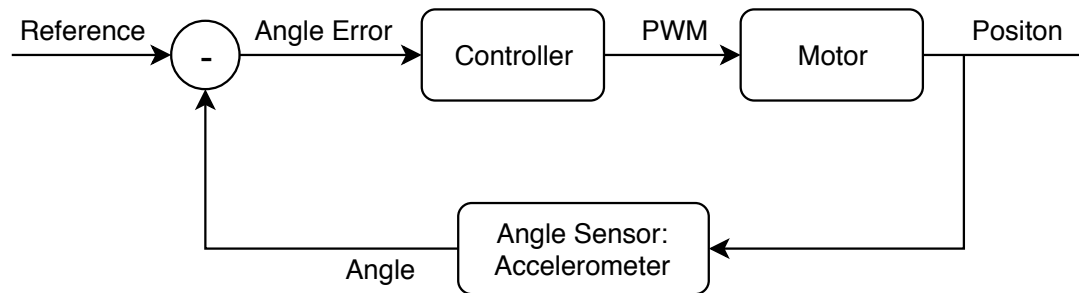 Reference
-
Angle Error
Controller
PWM
Motor
Positon
Angle Sensor:
Accelerometer
Angle